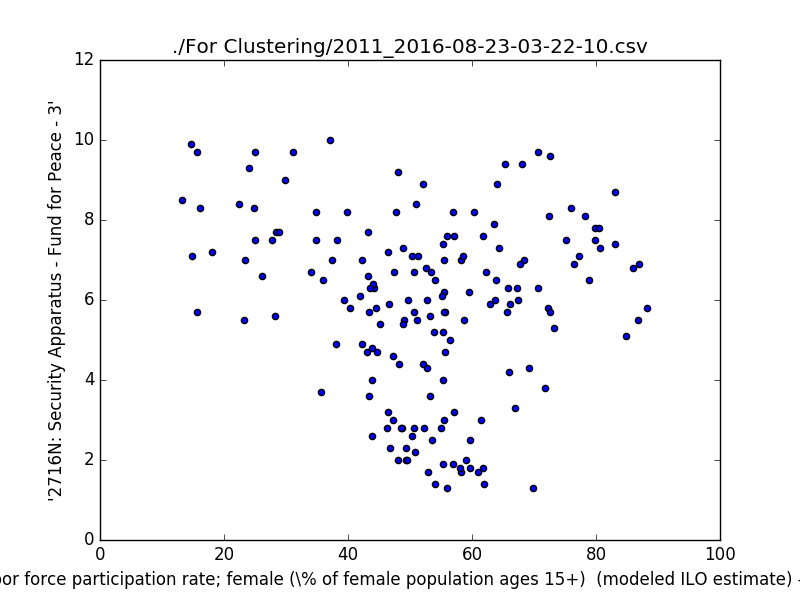 ./For Clustering/2011_2016-08-23-03-22-10.csv
12
10
8
6
4
2
0
'2716N: Security Apparatus - Fund for Peace - 3'
0 20 40 60 80 100
force participation rate; female (\% of female population ages 15+) (modeled ILO estimate)